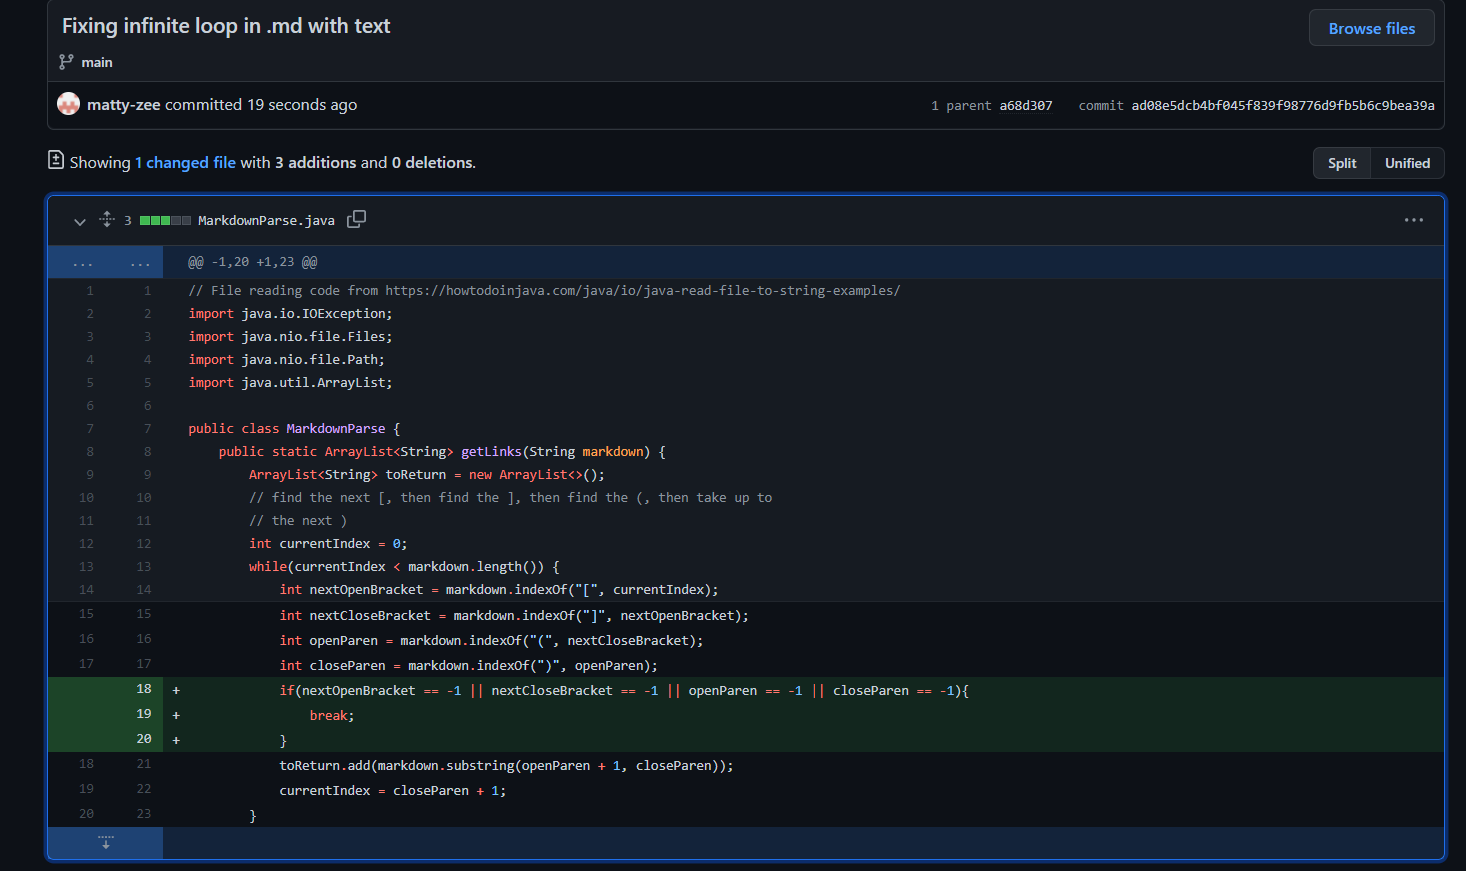 Fixing infinite loop in .md with text
Browse files
main
matty-zee committed 19 seconds ago
1 parent a68d307 commit ad08e5dcb4bf045f839f98776d9fb5b6c9bea39a
Showing 1 changed file with 3 additions and 0 deletions.
Split Unified
3 MarkdownParse.java
... ... @@ -1,20 +1,23 @@
1 1 // File reading code from https://howtodoinjava.com/java/io/java-read-file-to-string-examples/
2 2 import java.io.IOException;
3 3 import java.nio.file.Files;
4 4 import java.nio.file.Path;
5 5 import java.util.ArrayList;
6 6
7 7 public class MarkdownParse {
8 8     public static ArrayList<String> getLinks(String markdown) {
9 9         ArrayList<String> toReturn = new ArrayList<>();
10 10         // find the next [, then find the ], then find the (, then take up to
11 11         // the next )
12 12         int currentIndex = 0;
13 13         while(currentIndex < markdown.length()) {
14 14             int nextOpenBracket = markdown.indexOf("[", currentIndex);
15 15             int nextCloseBracket = markdown.indexOf("]", nextOpenBracket);
16 16             int openParen = markdown.indexOf("(", nextCloseBracket);
17 17             int closeParen = markdown.indexOf(")", openParen);
18 +             if(nextOpenBracket == -1 || nextCloseBracket == -1 || openParen == -1 || closeParen == -1){
19 +                 break;
20 +             }
18 21             toReturn.add(markdown.substring(openParen + 1, closeParen));
19 22             currentIndex = closeParen + 1;
20 23         }